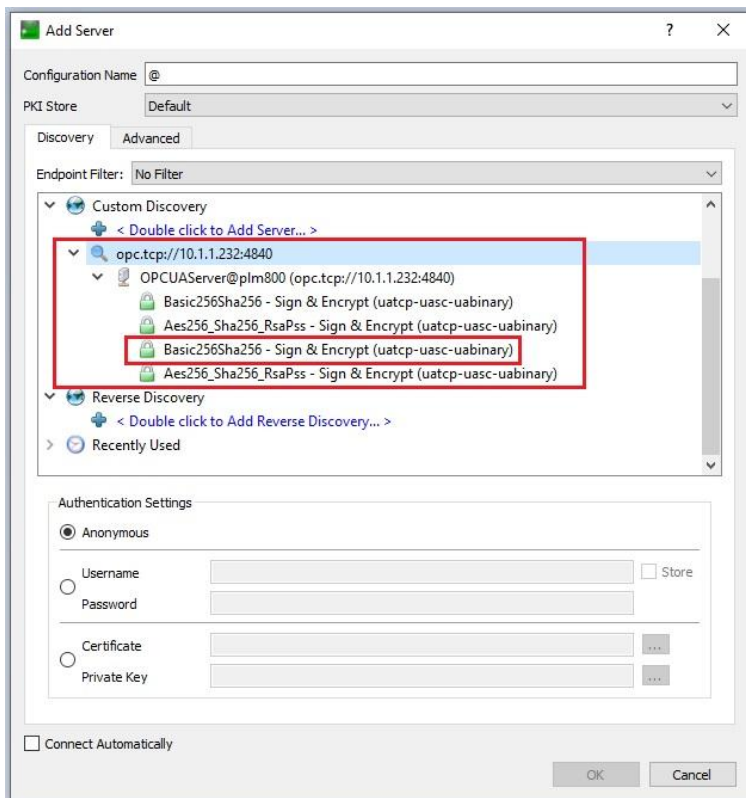 Add Server
? X
Configuration Name @
PKI Store Default
Discovery Advanced
Endpoint Filter: No Filter
Custom Discovery
< Double click to Add Server... >
opc.tcp://10.1.1.232:4840
OPCUAServer@plm800 (opc.tcp://10.1.1.232:4840)
Basic256Sha256 - Sign & Encrypt (uatcp-uasc-uabinary)
Aes256_Sha256_RsaPss - Sign & Encrypt (uatcp-uasc-uabinary)
Basic256Sha256 - Sign & Encrypt (uatcp-uasc-uabinary)
Aes256_Sha256_RsaPss - Sign & Encrypt (uatcp-uasc-uabinary)
Reverse Discovery
< Double click to Add Reverse Discovery... >
Recently Used
Authentication Settings
Anonymous
Username Store
Password
Certificate ...
Private Key ...
Connect Automatically
OK Cancel